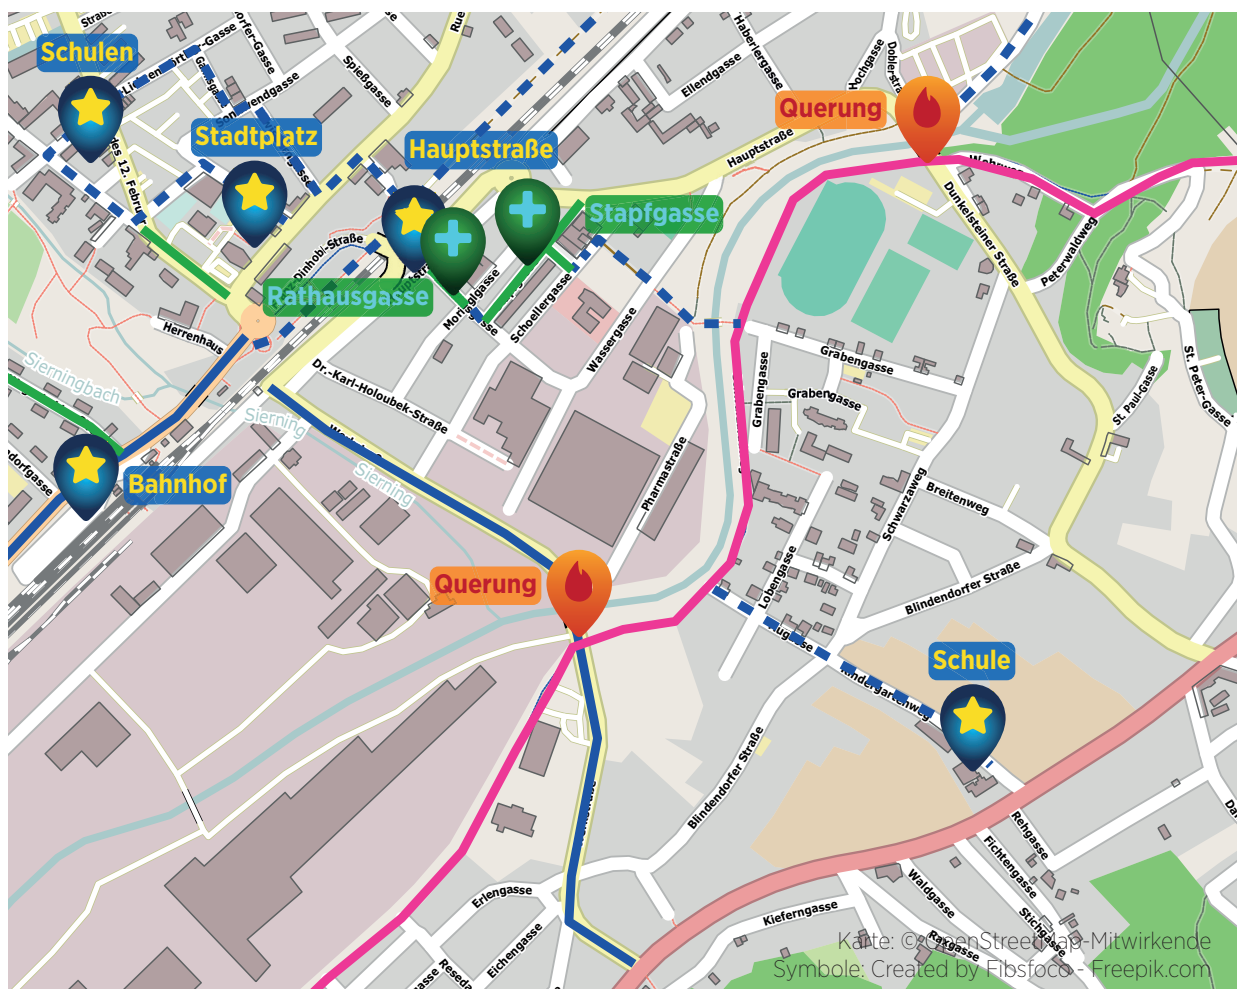 Schulen
Stadtplatz
Hauptstraße
Querung
Stapfgasse
Rathausgasse
Bahnhof
Querung
Schule
Spießgasse
Eilendgasse
Haberlergasse
Hochgasse
Hauptstraße
Dunkelsteiner Straße
Peterwaldweg
Herrenhaus
Sierningbach
Sierning
Sierning
Dr.-Karl-Holoubek-Straße
Schoellergasse
Wassergasse
Pharmastraße
Grabengasse
Grabengasse
Grabengasse
St. Paul-Gasse
St. Peter-Gasse
Breitenweg
Schwarzaweg
Blindendorfer Straße
Lobengasse
Kindergartenweg
Blindendorfer Straße
Rehgasse
Fichtengasse
Waldgasse
Stichgasse
Raxgasse
Kieferngasse
Erlengasse
Eichengasse
Karte: © OpenStreetMap-Mitwirkende
Symbole: Created by Fibsfoco - Freepik.com